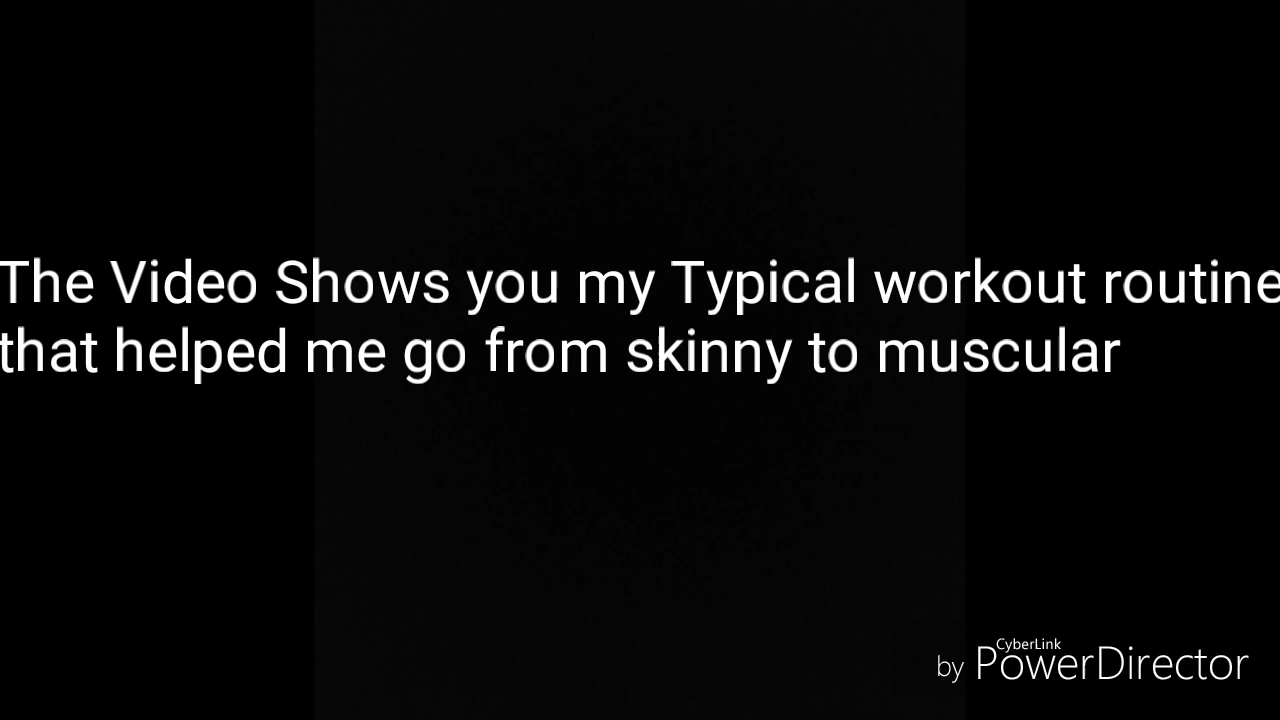 The Video Shows you my Typical workout routine
that helped me go from skinny to muscular
CyberLink
by PowerDirector